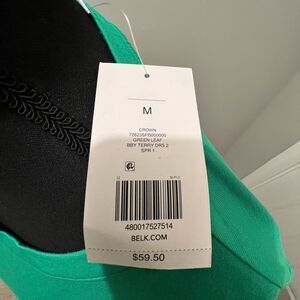 M
CROWN
GREEN LEAF
BBY TERRY DRS 2
SPR 1
480017527514
BELK.COM
$59.50